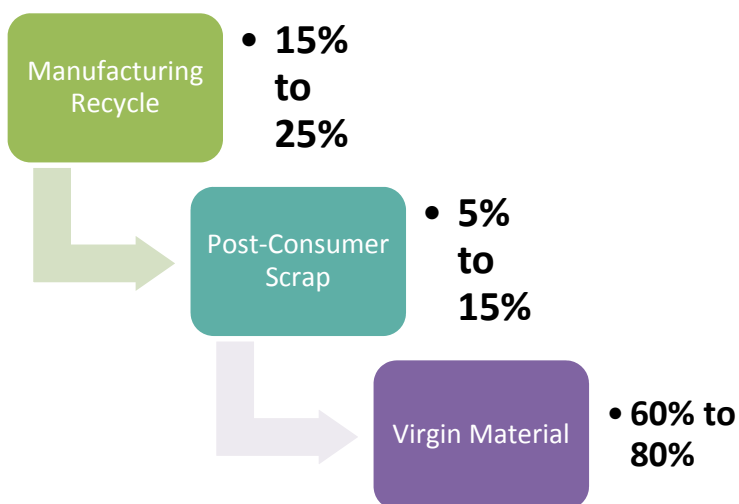 Manufacturing
Recycle
• 15%
to
25%
Post-Consumer
Scrap
• 5%
to
15%
Virgin Material
• 60% to
80%